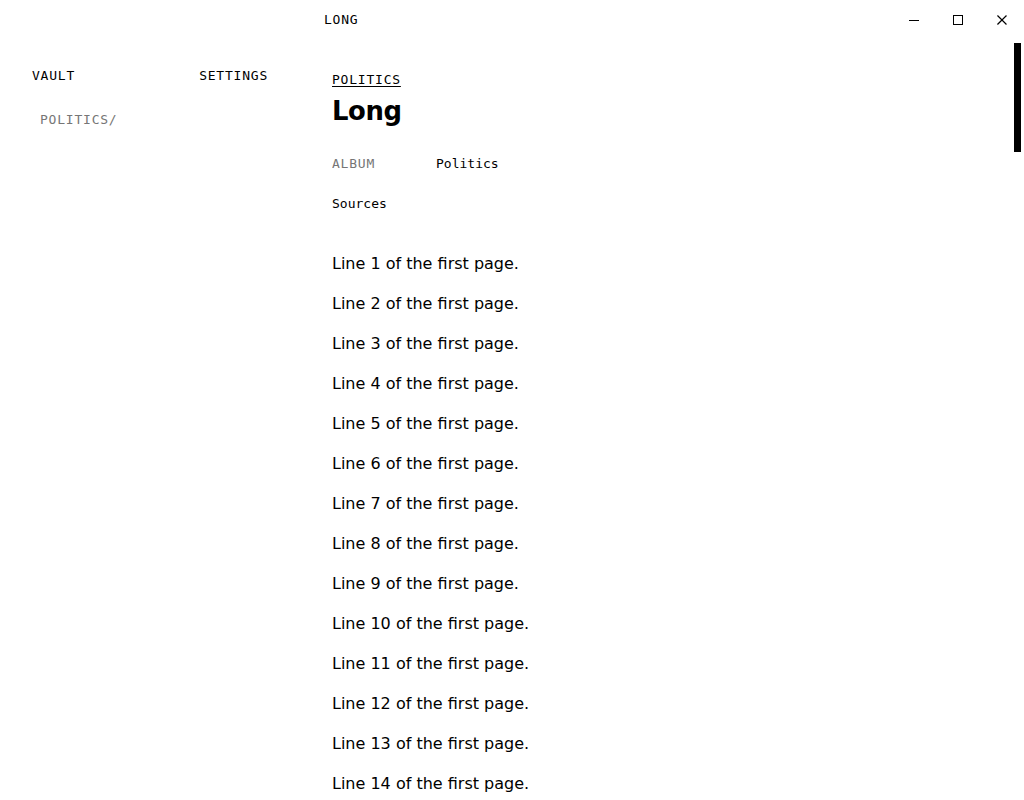 LONG
VAULT
SETTINGS
POLITICS/
POLITICS
Long
ALBUM Politics
Sources
Line 1 of the first page.
Line 2 of the first page.
Line 3 of the first page.
Line 4 of the first page.
Line 5 of the first page.
Line 6 of the first page.
Line 7 of the first page.
Line 8 of the first page.
Line 9 of the first page.
Line 10 of the first page.
Line 11 of the first page.
Line 12 of the first page.
Line 13 of the first page.
Line 14 of the first page.